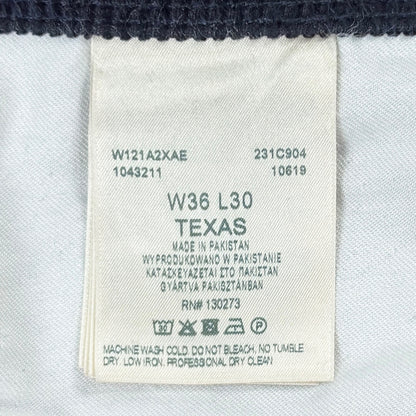 W121A2XAE 231C904
1043211 10619
W36 L30
TEXAS
MADE IN PAKISTAN
WYPRODUKOWANO W PAKISTANIE
ΚΑΤΑΣΚΕΥΑΖΕΤΑΙ ΣΤΟ ΠΑΚΙΣΤΑΝ
GYÁRTVA PAKISZTÁNBAN
RN# 130273
30 P
MACHINE WASH COLD. DO NOT BLEACH, NO TUMBLE
DRY. LOW IRON. PROFESSIONAL DRY CLEAN